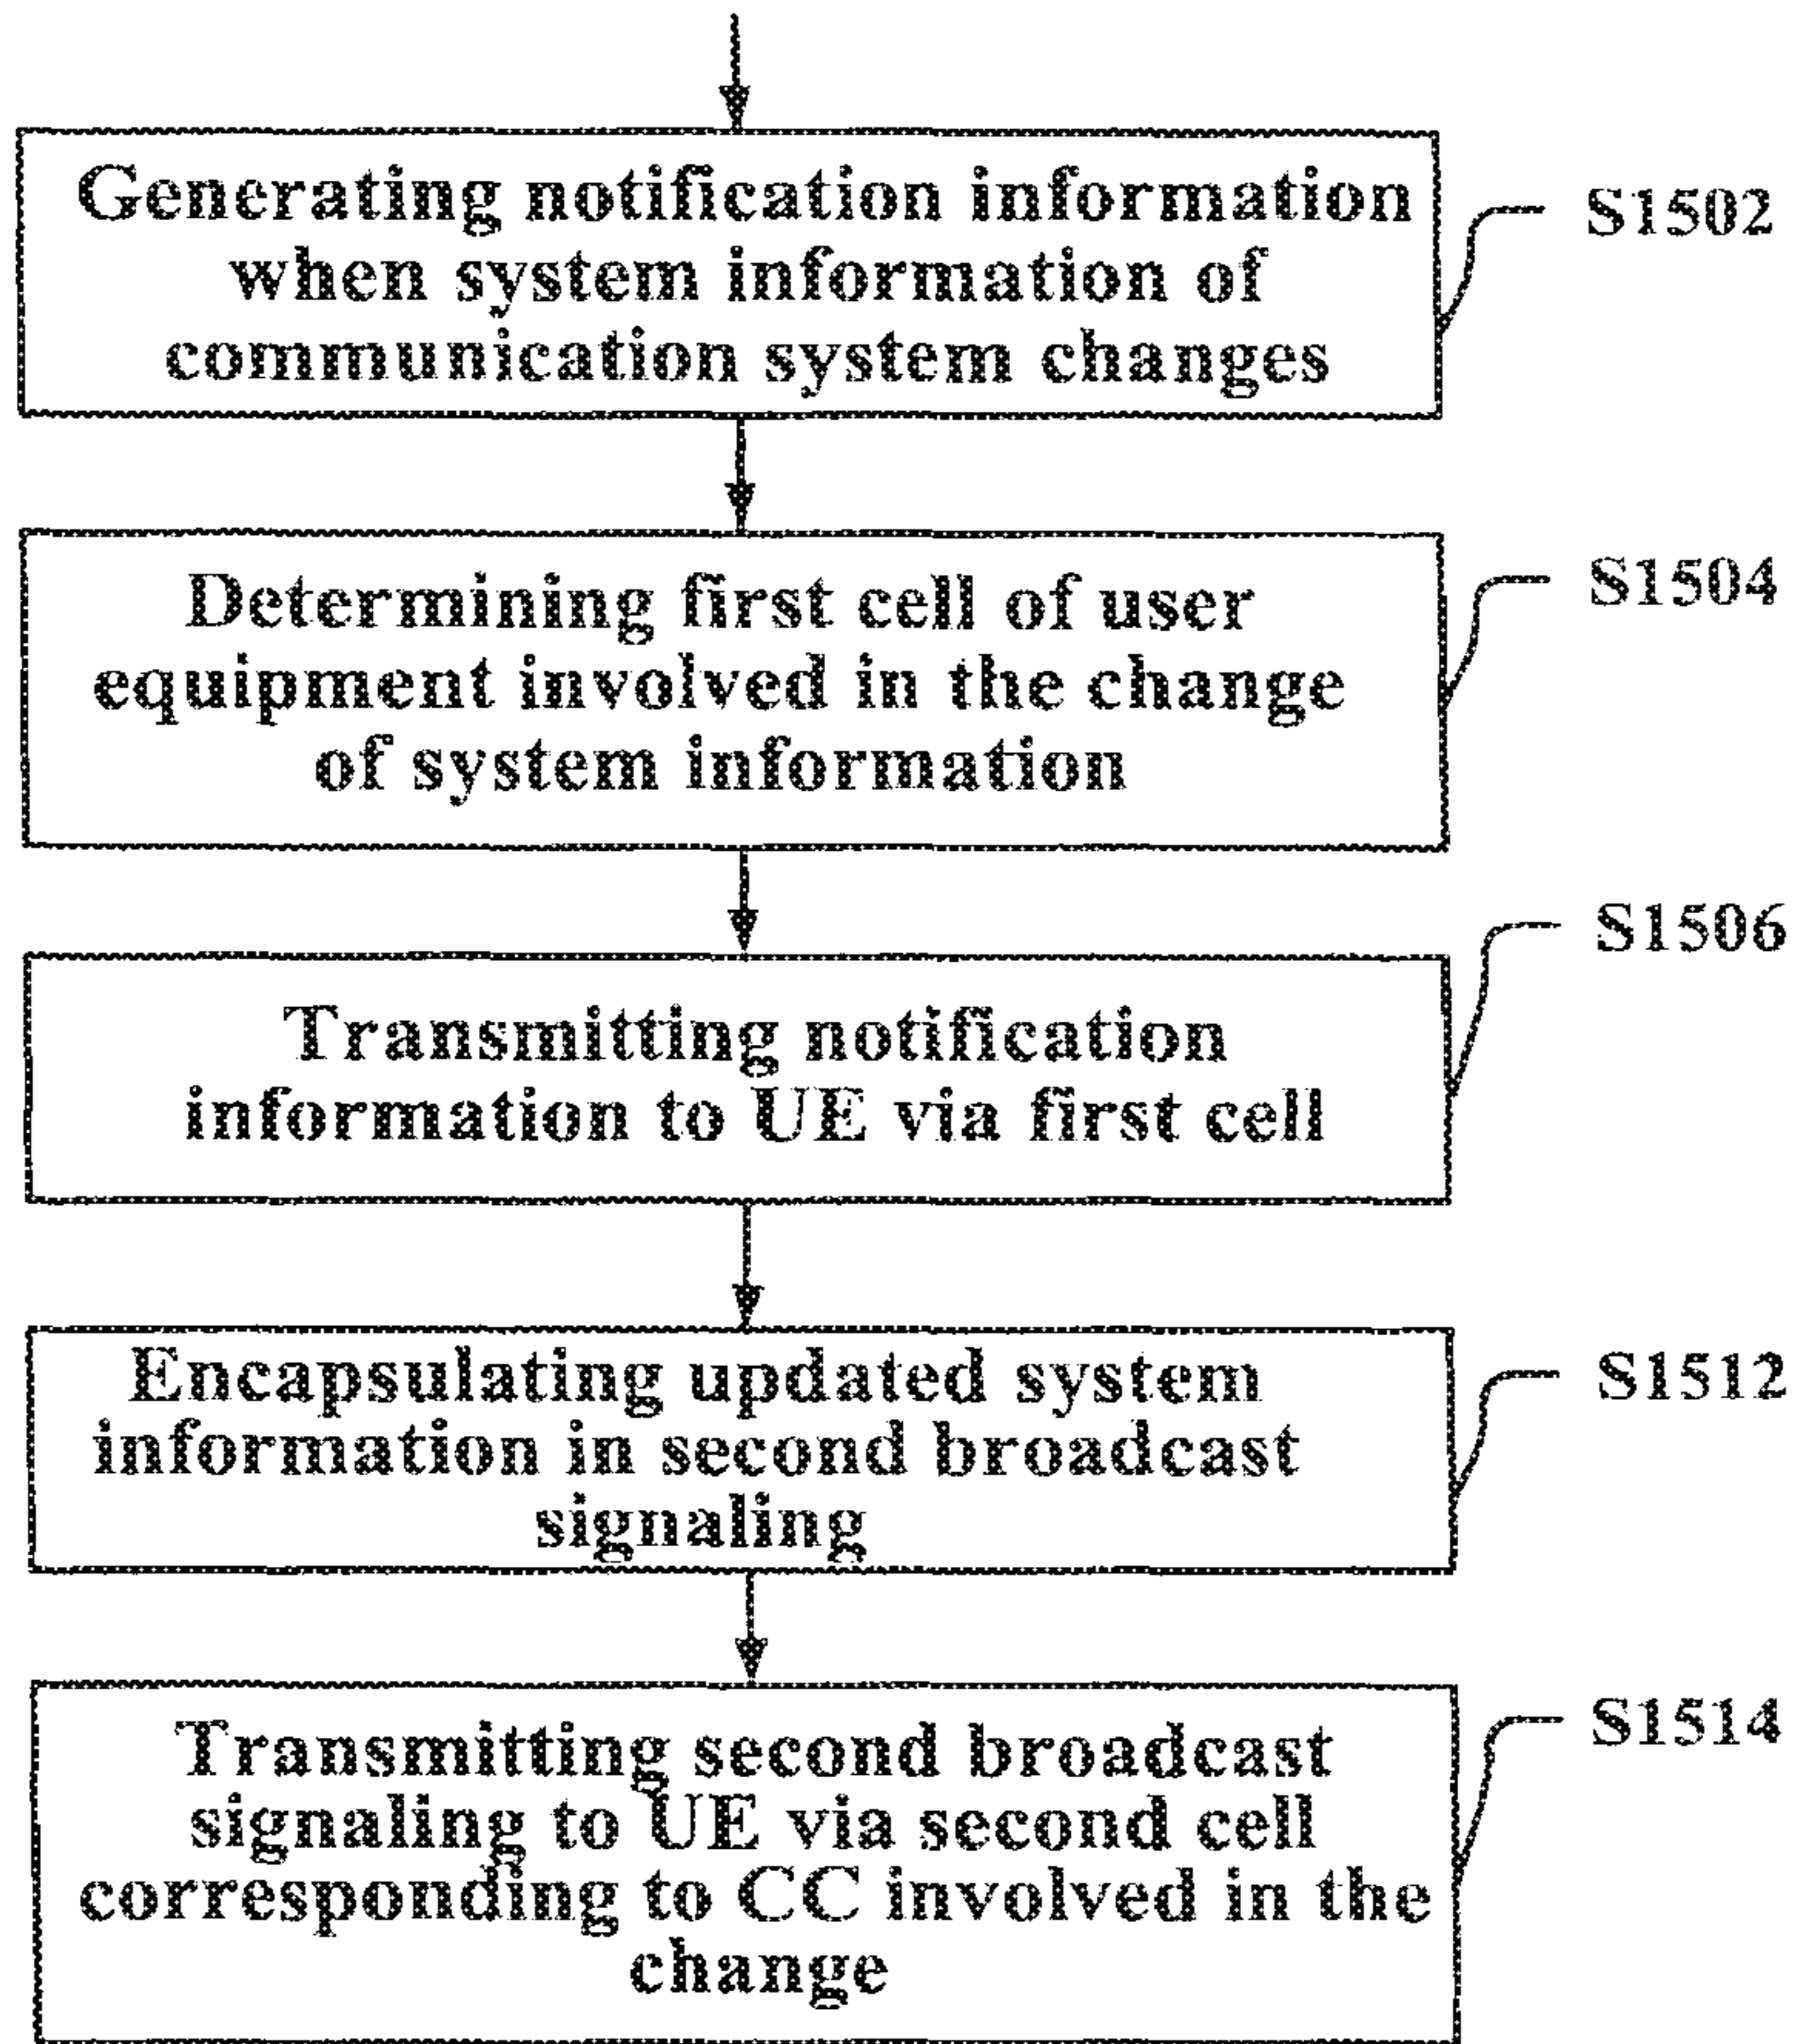 Generating notification information
when system information of
communication system changes
S1502
Determining first cell of user
equipment involved in the change
of system information
S1504
Transmitting notification
information to UE via first cell
S1506
Encapsulating updated system
information in second broadcast
signaling
S1512
Transmitting second broadcast
signaling to UE via second cell
corresponding to CC involved in the
change
S1514